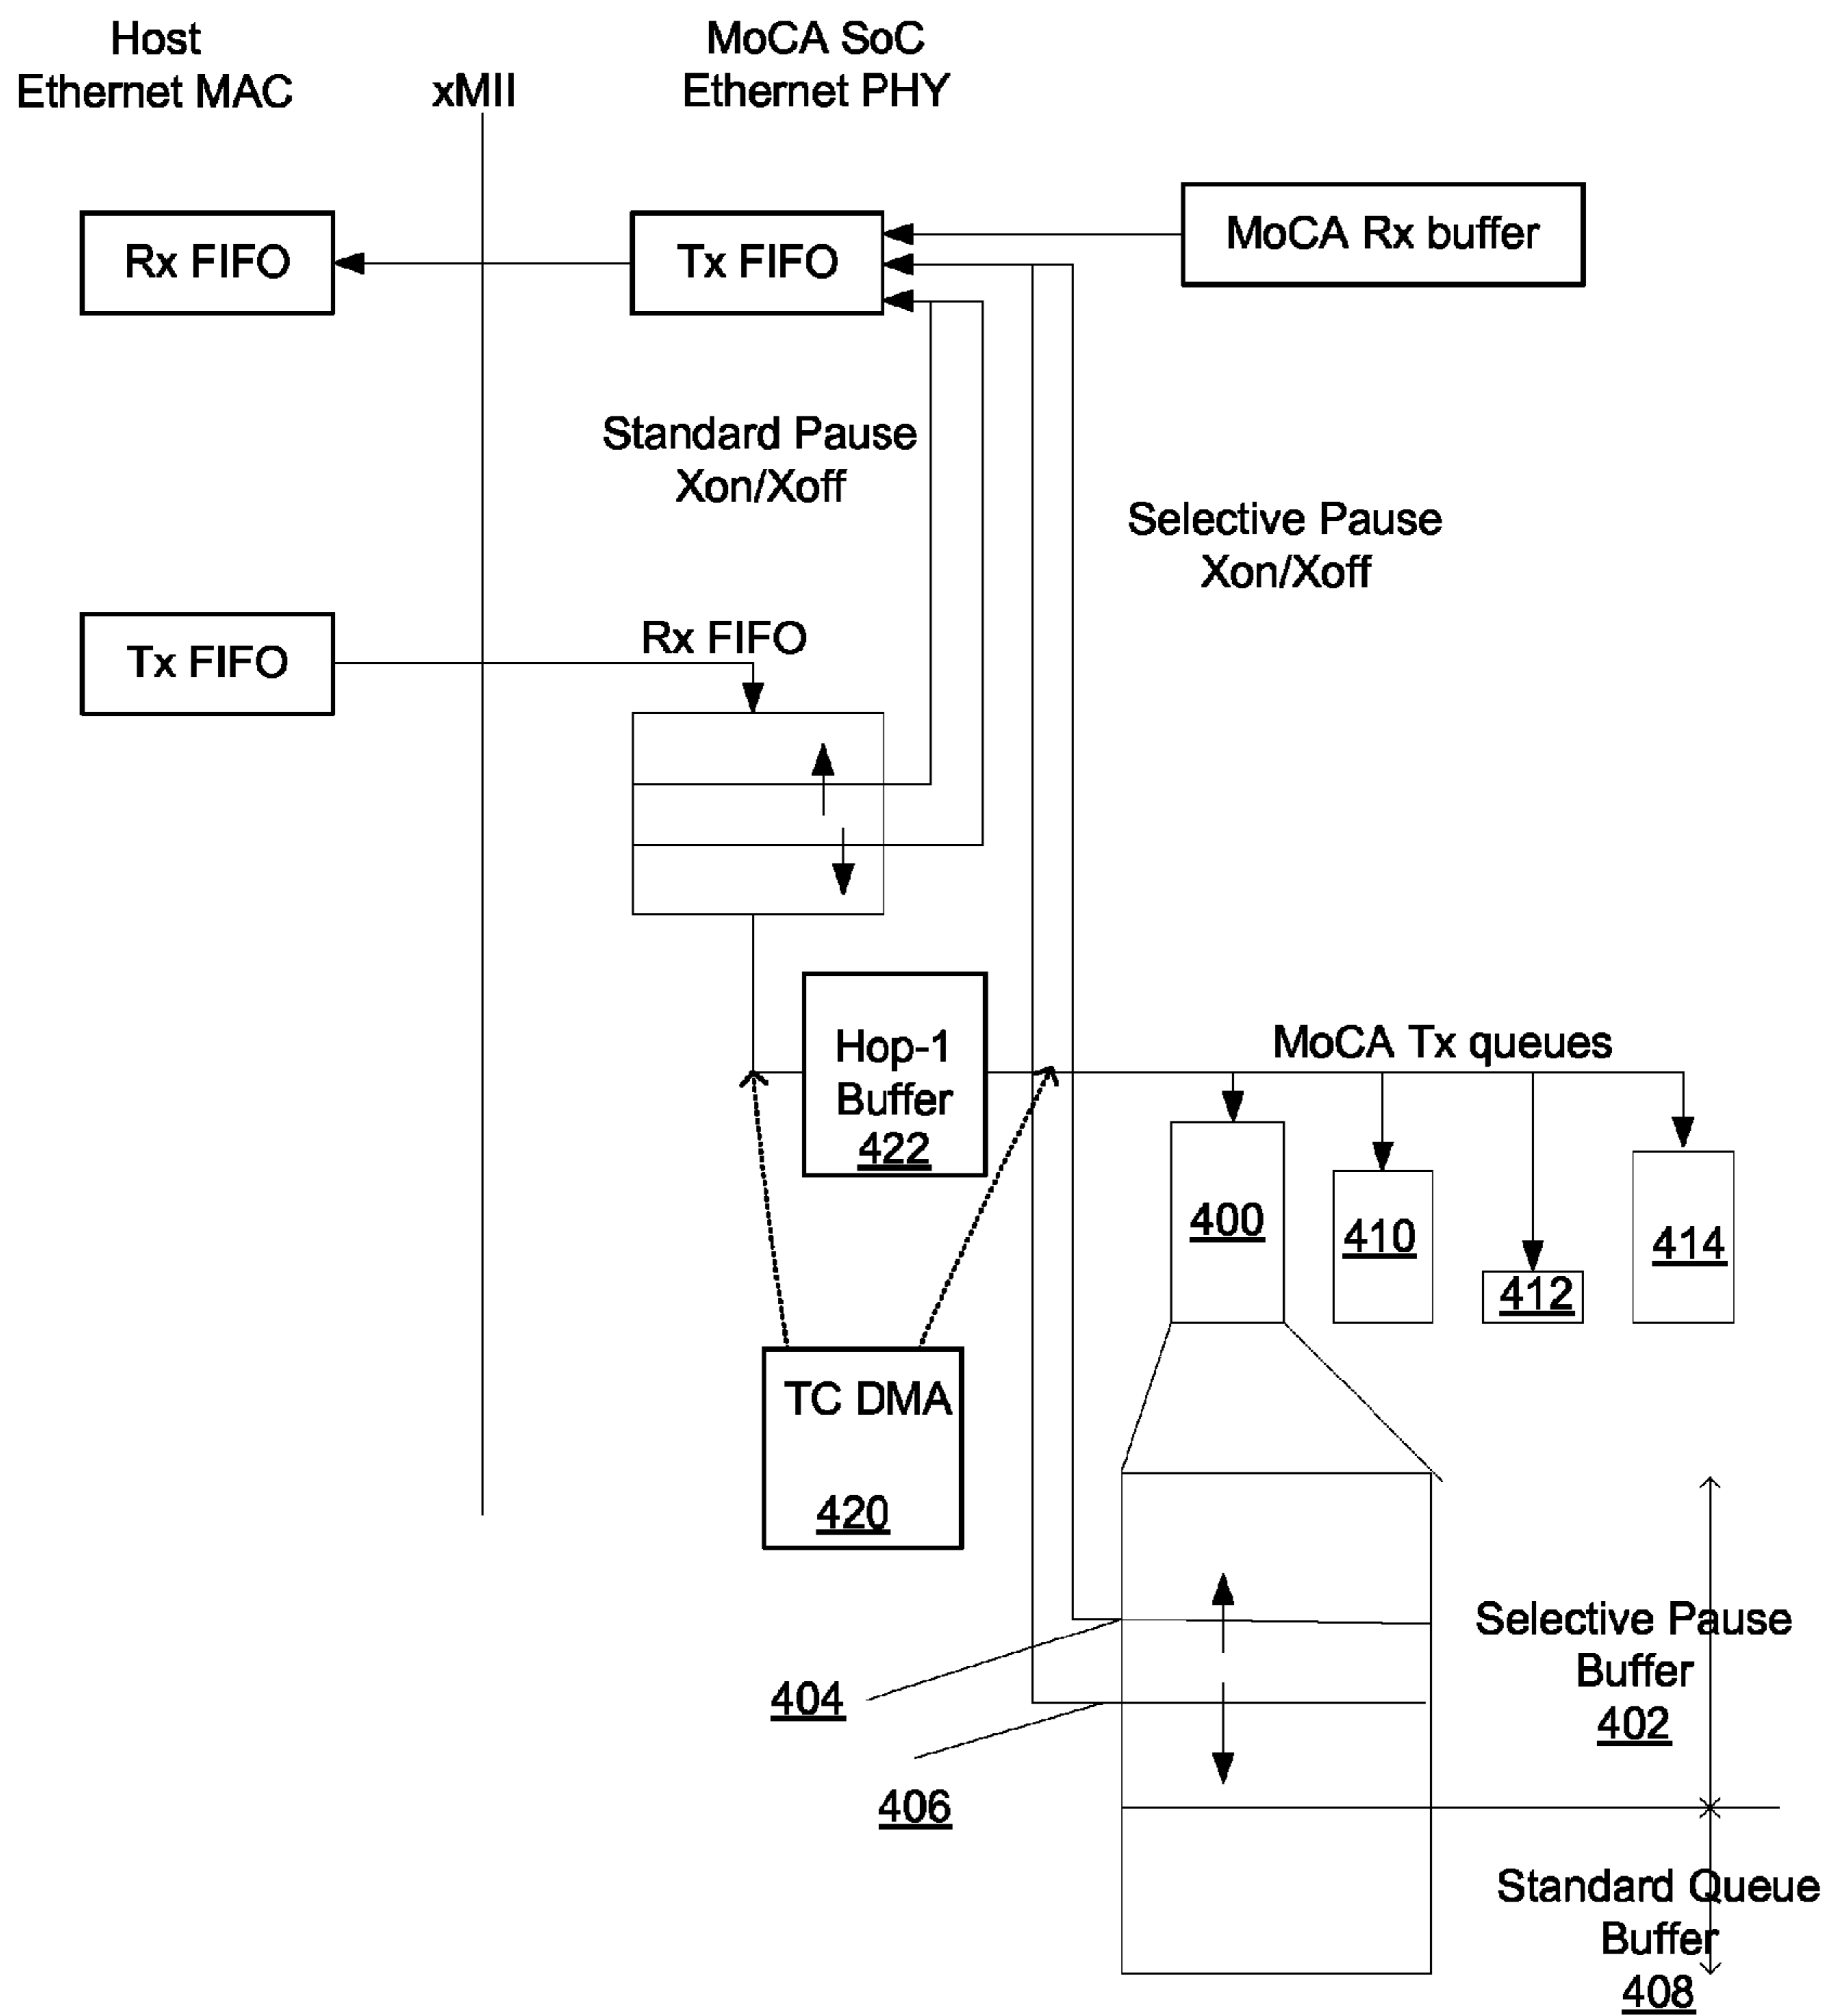 Host
Ethernet MAC
xMII
MoCA SoC
Ethernet PHY
Rx FIFO
Tx FIFO
MoCA Rx buffer
Standard Pause
Xon/Xoff
Selective Pause
Xon/Xoff
Tx FIFO
Rx FIFO
Hop-1
Buffer
422
MoCA Tx queues
400
410
412
414
TC DMA
420
404
406
Selective Pause
Buffer
402
Standard Queue
Buffer
408